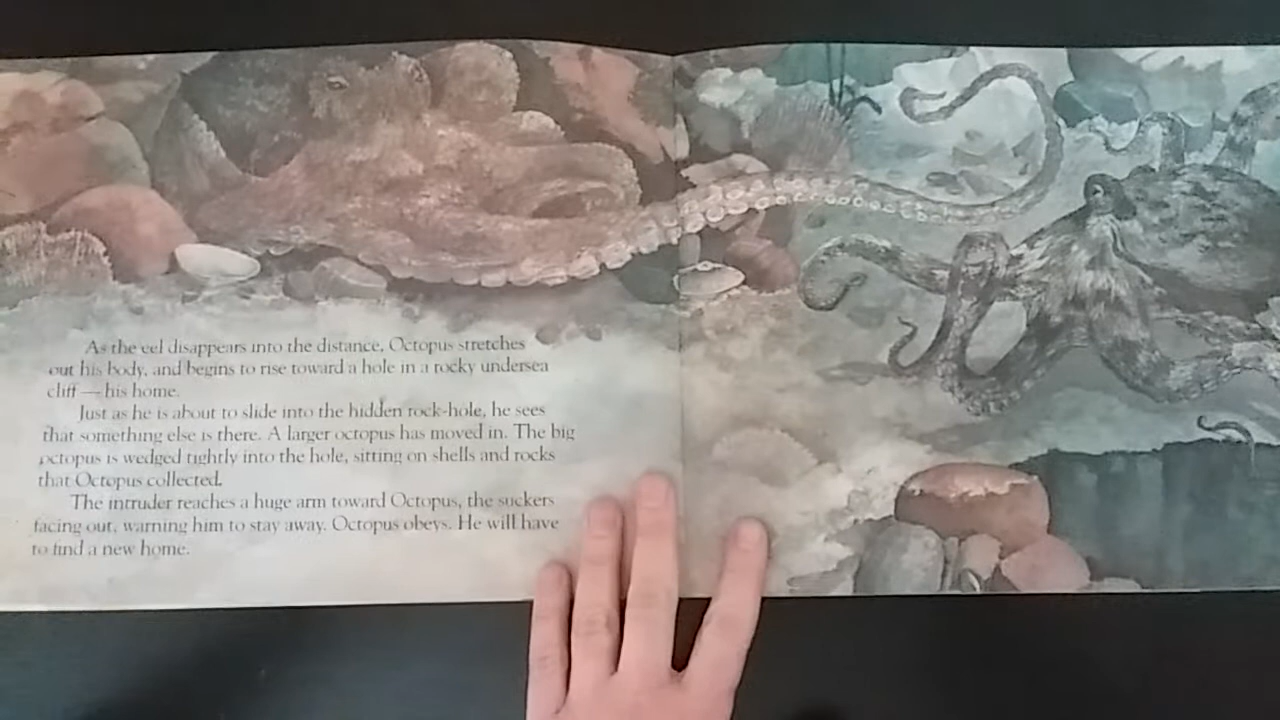 As the eel disappears into the distance, Octopus stretches
out his body, and begins to rise toward a hole in a rocky undersea
cliff — his home.
Just as he is about to slide into the hidden rock-hole, he sees
that something else is there. A larger octopus has moved in. The big
octopus is wedged tightly into the hole, sitting on shells and rocks
that Octopus collected.
The intruder reaches a huge arm toward Octopus, the suckers
facing out, warning him to stay away. Octopus obeys. He will have
to find a new home.